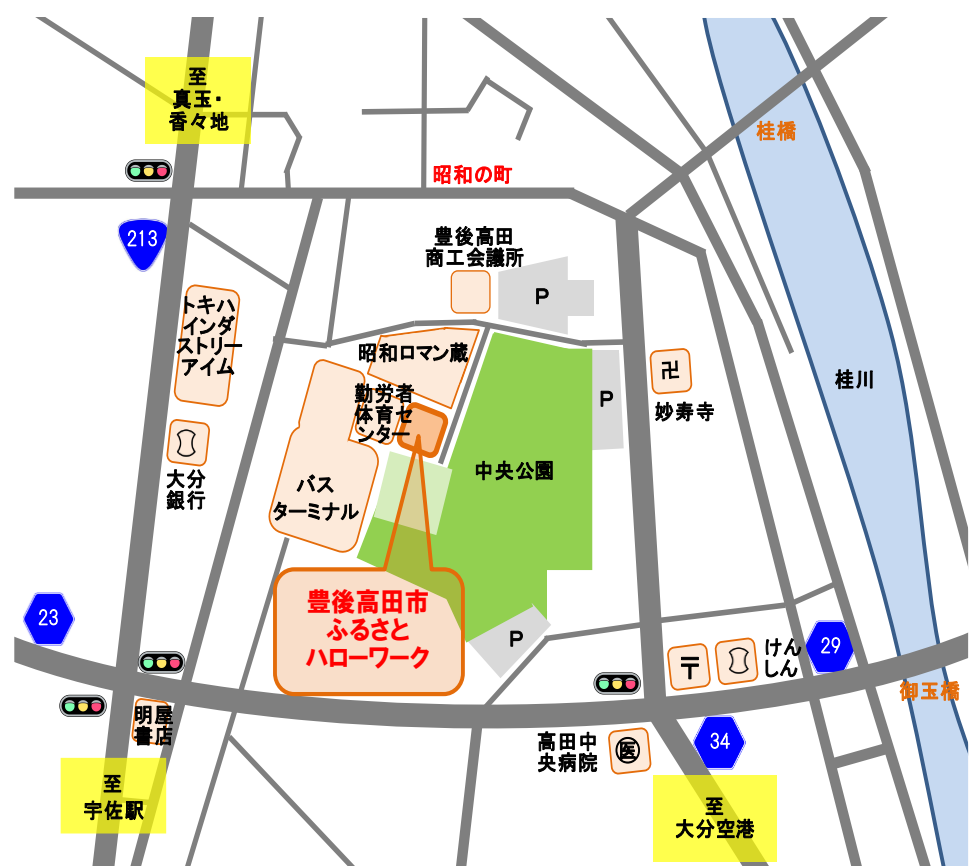 至
真玉・
香々地
桂橋
昭和の町
213
豊後高田
商工会議所
P
トキハ
インダ
ストリー
アイム
昭和ロマン蔵
卍
妙寿寺
桂川
P
勤労者
体育セ
ンター
大分
銀行
中央公園
バス
ターミナル
豊後高田市
ふるさと
ハローワーク
23
P
〒
けん
しん
29
御玉橋
明屋
書店
高田中
央病院
医
34
至
宇佐駅
至
大分空港